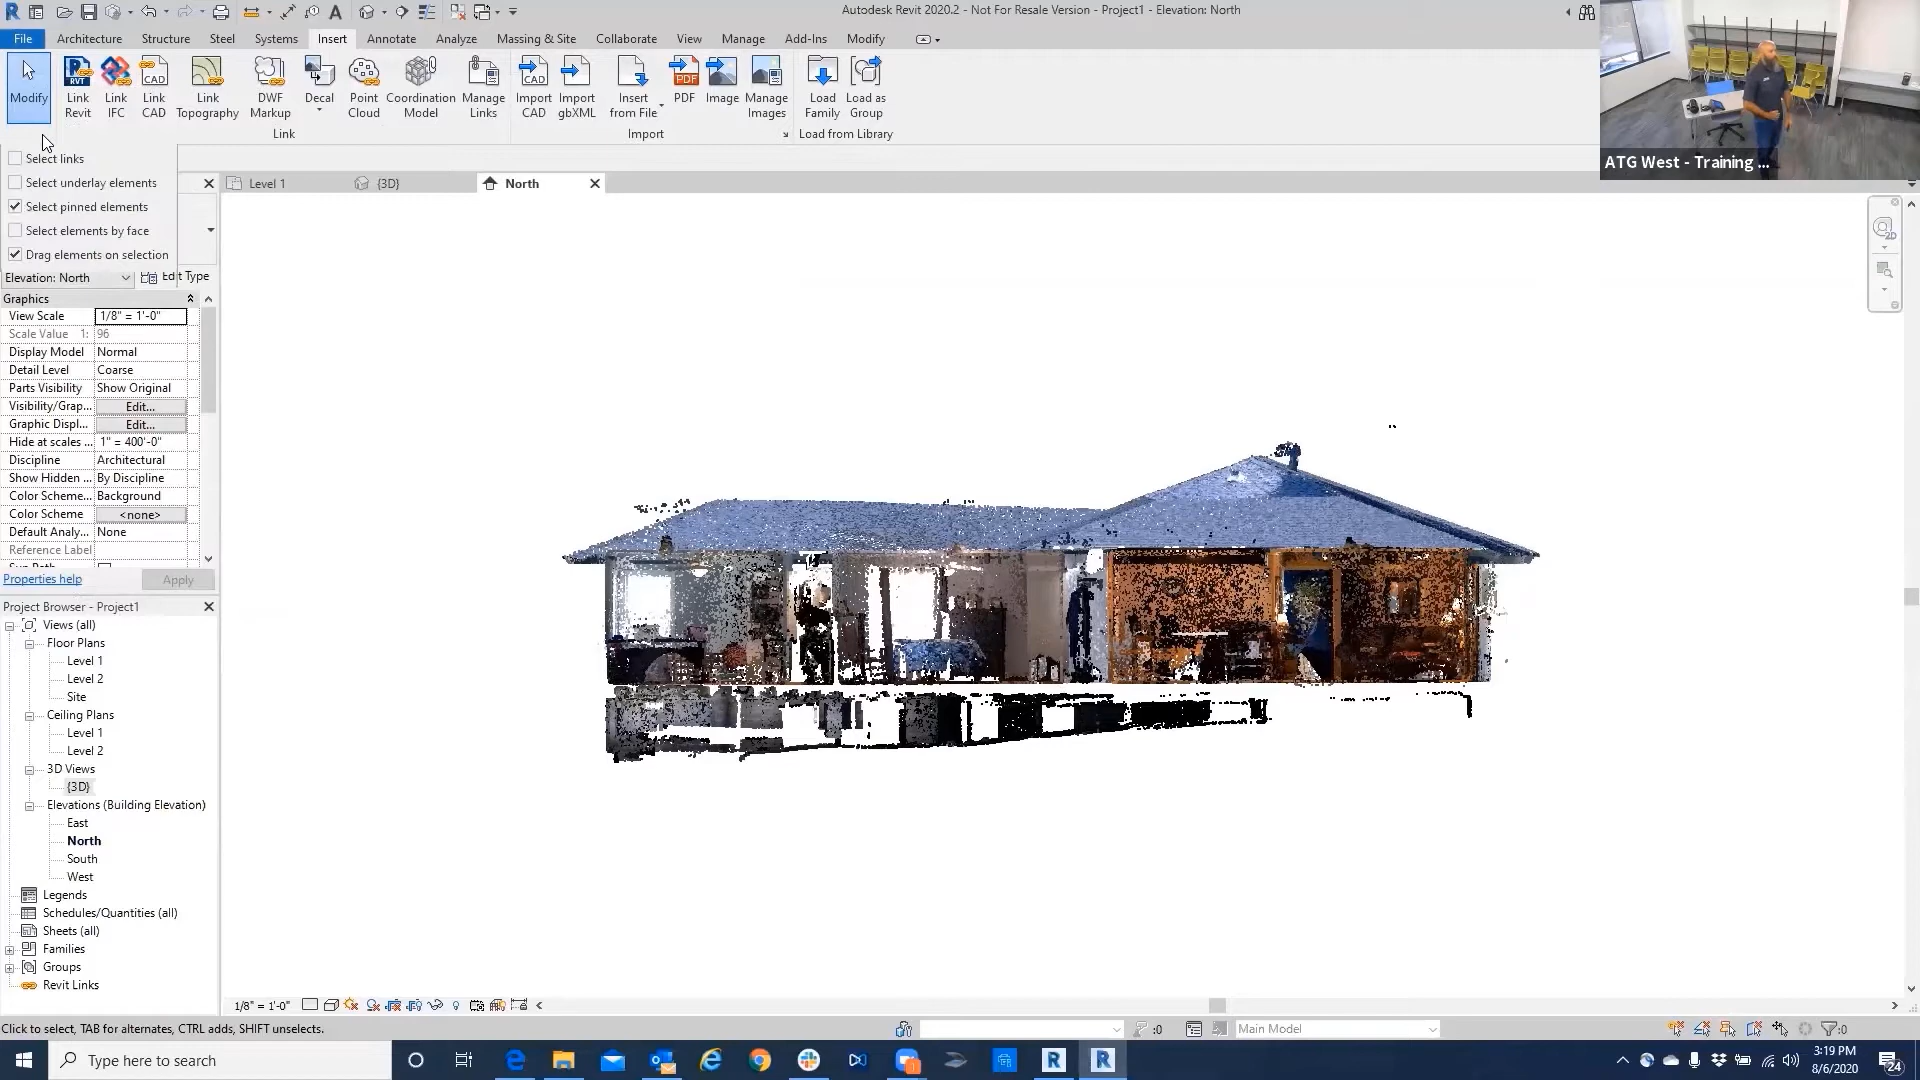 Autodesk Revit 2020.2 - Not For Resale Version - Project1 - Elevation: North
File Architecture Structure Steel Systems Insert Annotate Analyze Massing & Site Collaborate View Manage Add-Ins Modify
Modify
Link Revit
Link IFC
Link CAD
Link Topography
DWF Markup
Decal
Point Cloud
Coordination Model
Manage Links
Import CAD
Import gbXML
Insert from File
PDF
Image
Manage Images
Load Family
Load as Group
Link
Import
Load from Library
ATG West - Training ...
Select links
Select underlay elements
Select pinned elements
Select elements by face
Drag elements on selection
Level 1
{3D}
North
Elevation: North
Edit Type
Graphics
View Scale 1/8" = 1'-0"
Scale Value 1: 96
Display Model Normal
Detail Level Coarse
Parts Visibility Show Original
Visibility/Grap... Edit...
Graphic Displ... Edit...
Hide at scales ... 1" = 400'-0"
Discipline Architectural
Show Hidden ... By Discipline
Color Scheme... Background
Color Scheme <none>
Default Analy... None
Reference Label
Properties help Apply
Project Browser - Project1
Views (all)
Floor Plans
Level 1
Level 2
Site
Ceiling Plans
Level 1
Level 2
3D Views
{3D}
Elevations (Building Elevation)
East
North
South
West
Legends
Schedules/Quantities (all)
Sheets (all)
Families
Groups
Revit Links
1/8" = 1'-0"
Click to select, TAB for alternates, CTRL adds, SHIFT unselects.
:0
Main Model
:0
Type here to search
3:19 PM
8/6/2020
24